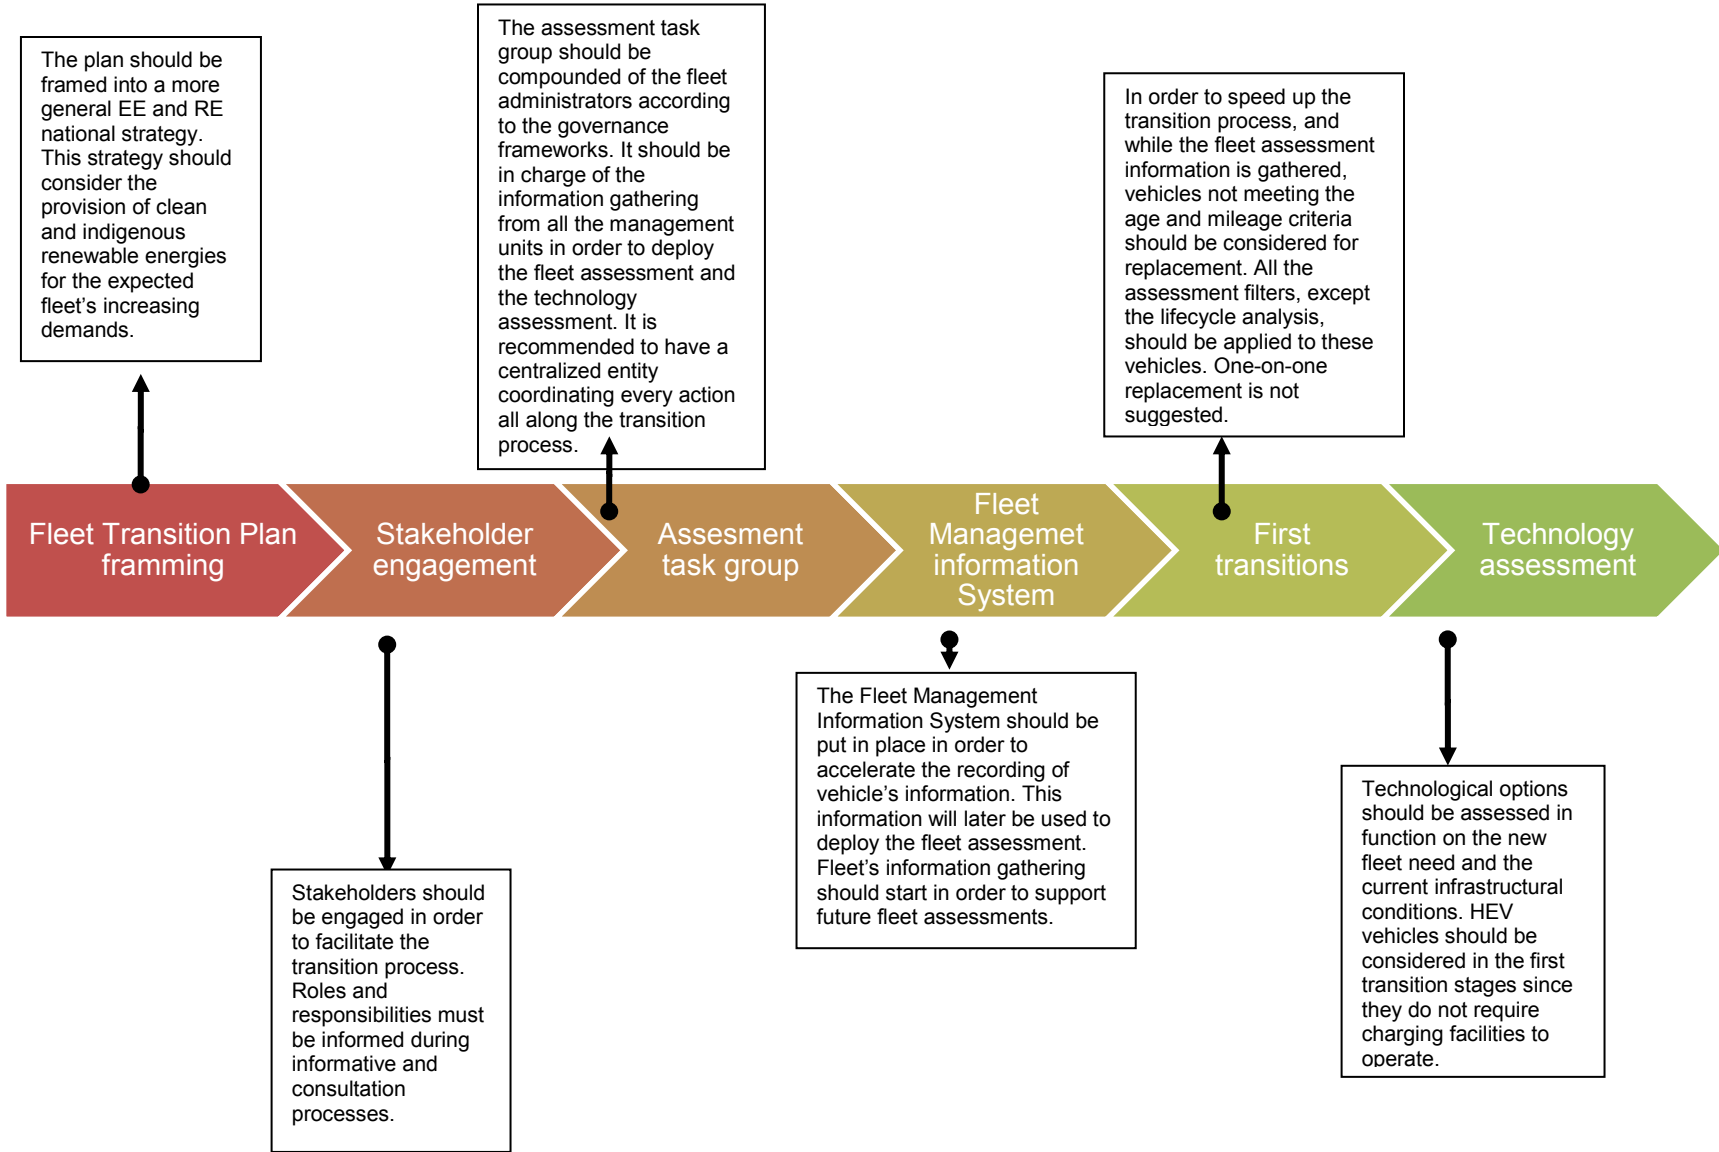 The plan should be
framed into a more
general EE and RE
national strategy.
This strategy should
consider the
provision of clean
and indigenous
renewable energies
for the expected
fleet’s increasing
demands.
The assessment task
group should be
compounded of the fleet
administrators according
to the governance
frameworks. It should be
in charge of the
information gathering
from all the management
units in order to deploy
the fleet assessment and
the technology
assessment. It is
recommended to have a
centralized entity
coordinating every action
all along the transition
process.
In order to speed up the
transition process, and
while the fleet assessment
information is gathered,
vehicles not meeting the
age and mileage criteria
should be considered for
replacement. All the
assessment filters, except
the lifecycle analysis,
should be applied to these
vehicles. One-on-one
replacement is not
suggested.
Fleet Transition Plan
framming
Stakeholder
engagement
Assesment
task group
Fleet
Managemet
information
System
First
transitions
Technology
assessment
Stakeholders should
be engaged in order
to facilitate the
transition process.
Roles and
responsibilities must
be informed during
informative and
consultation
processes.
The Fleet Management
Information System should be
put in place in order to
accelerate the recording of
vehicle’s information. This
information will later be used to
deploy the fleet assessment.
Fleet’s information gathering
should start in order to support
future fleet assessments.
Technological options
should be assessed in
function on the new
fleet need and the
current infrastructural
conditions. HEV
vehicles should be
considered in the first
transition stages since
they do not require
charging facilities to
operate.